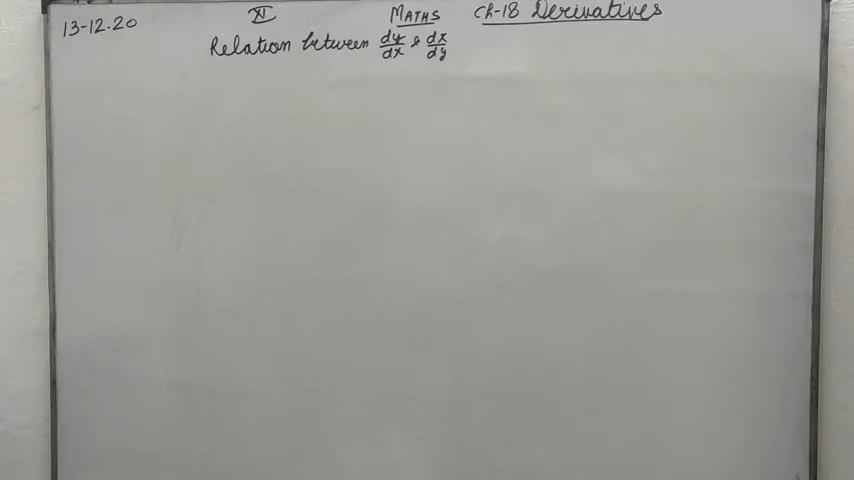 13-12.20 XI MATHS Ch-18 Derivatives
Relation between dy/dx & dx/dy